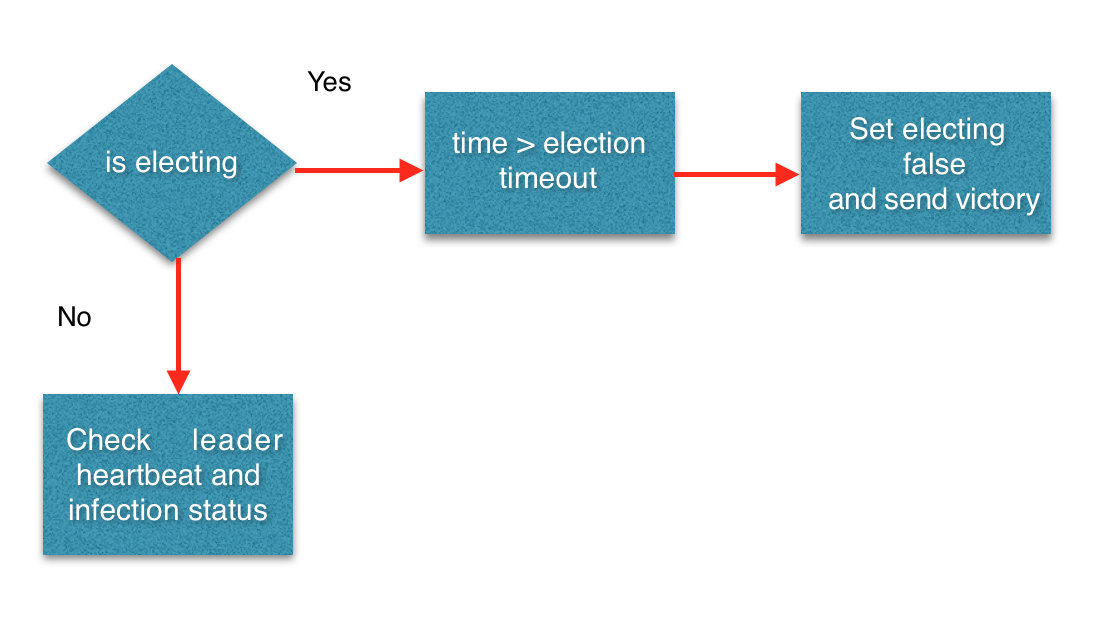 Yes
is electing
time > election
timeout
Set electing
false
and send victory
No
Check leader
heartbeat and
infection status